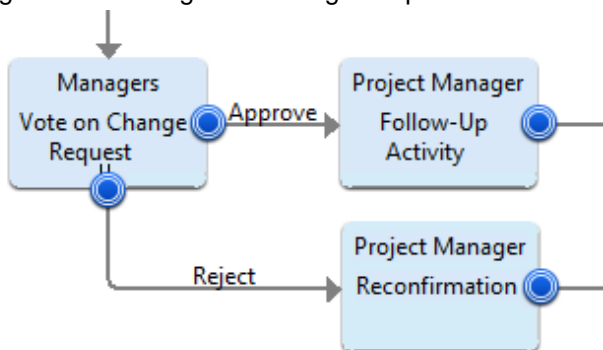 Managers
Vote on Change
Request
Approve
Project Manager
Follow-Up
Activity
Reject
Project Manager
Reconfirmation